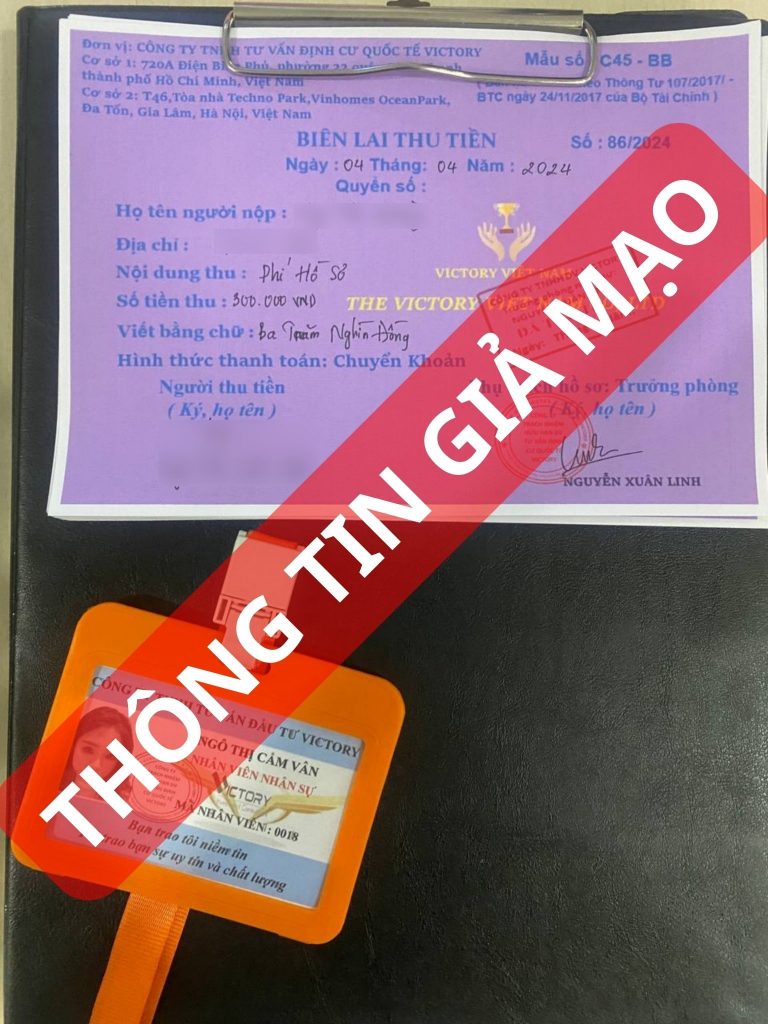 Đơn vị: CÔNG TY TNHH TƯ VẤN ĐỊNH CƯ QUỐC TẾ VICTORY
Cơ sở 1: 720A Điện Biên Phủ, phường 22
thành phố Hồ Chí Minh, Việt Nam
Cơ sở 2: T46,Tòa nhà Techno Park,Vinhomes OceanPark,
Đa Tốn, Gia Lâm, Hà Nội, Việt Nam
Mẫu số C45 - BB
Thông Tư 107/2017/ -
BTC ngày 24/11/2017 của Bộ Tài Chính )
BIÊN LAI THU TIỀN
Số : 86/2024
Ngày : 04 Tháng: 04 Năm : 2024
Quyển số :
Họ tên người nộp :
Địa chỉ :
Nội dung thu : Phí Hồ Sơ
Số tiền thu : 300.000 VND
Viết bằng chữ : Ba Trăm Nghìn Đồng
Hình thức thanh toán: Chuyển Khoản
VICTORY VIỆT NAM
THE VICTORY
Người thu tiền
( Ký, họ tên )
hồ sơ: Trưởng phòng
( Ký, họ tên )
NGUYỄN XUÂN LINH
THÔNG TIN GIẢ MẠO
CÔNG TY TNHH TƯ VẤN ĐẦU TƯ VICTORY
NGÔ THỊ CẨM VÂN
NHÂN VIÊN NHÂN SỰ
VICTORY
MÃ NHÂN VIÊN : 0018
Bạn trao tôi niềm tin
trao bạn sự uy tín và chất lượng